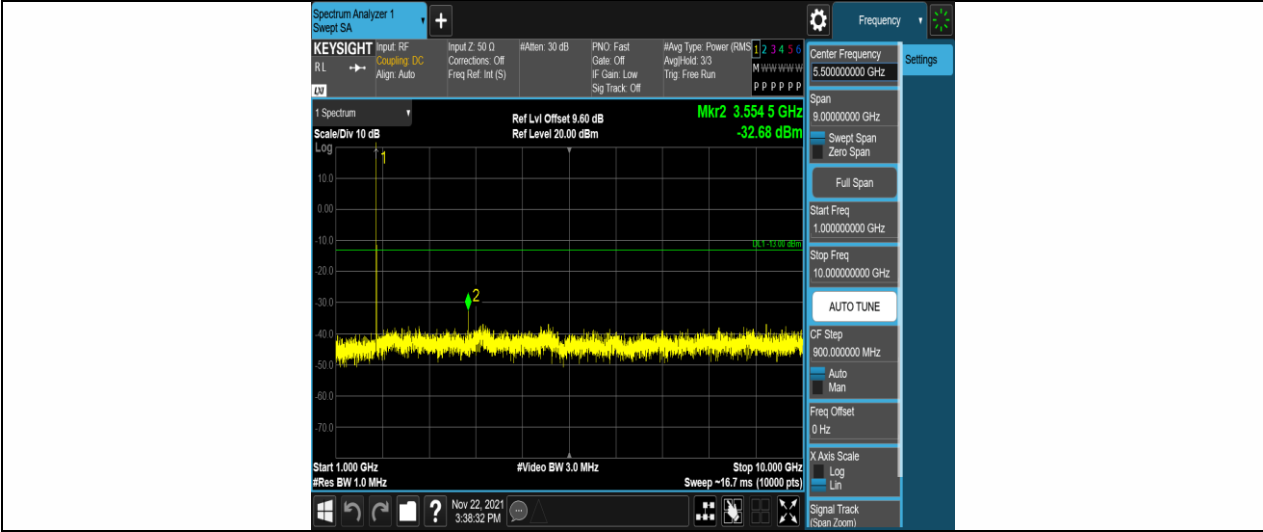 Spectrum Analyzer 1
Swept SA
Frequency
KEYSIGHT
RL
LXI
Input: RF
Coupling: DC
Align: Auto
Input Z: 50 Ω
Corrections: Off
Freq Ref: Int (S)
#Atten: 30 dB
PNO: Fast
Gate: Off
IF Gain: Low
Sig Track: Off
#Avg Type: Power (RMS
Avg|Hold: 3/3
Trig: Free Run
1 2 3 4 5 6
M W W W W W
P P P P P P
1 Spectrum
Scale/Div 10 dB
Ref Lvl Offset 9.60 dB
Ref Level 20.00 dBm
Mkr2 3.554 5 GHz
-32.68 dBm
Log
10.0
0.00
-10.0
-20.0
-30.0
-40.0
-50.0
-60.0
-70.0
1
DL1 -13.00 dBm
2
Start 1.000 GHz
#Res BW 1.0 MHz
#Video BW 3.0 MHz
Stop 10.000 GHz
Sweep ~16.7 ms (10000 pts)
Center Frequency
5.500000000 GHz
Settings
Span
9.00000000 GHz
Swept Span
Zero Span
Full Span
Start Freq
1.000000000 GHz
Stop Freq
10.000000000 GHz
AUTO TUNE
CF Step
900.000000 MHz
Auto
Man
Freq Offset
0 Hz
X Axis Scale
Log
Lin
Signal Track
(Span Zoom)
?
Nov 22, 2021
3:38:32 PM